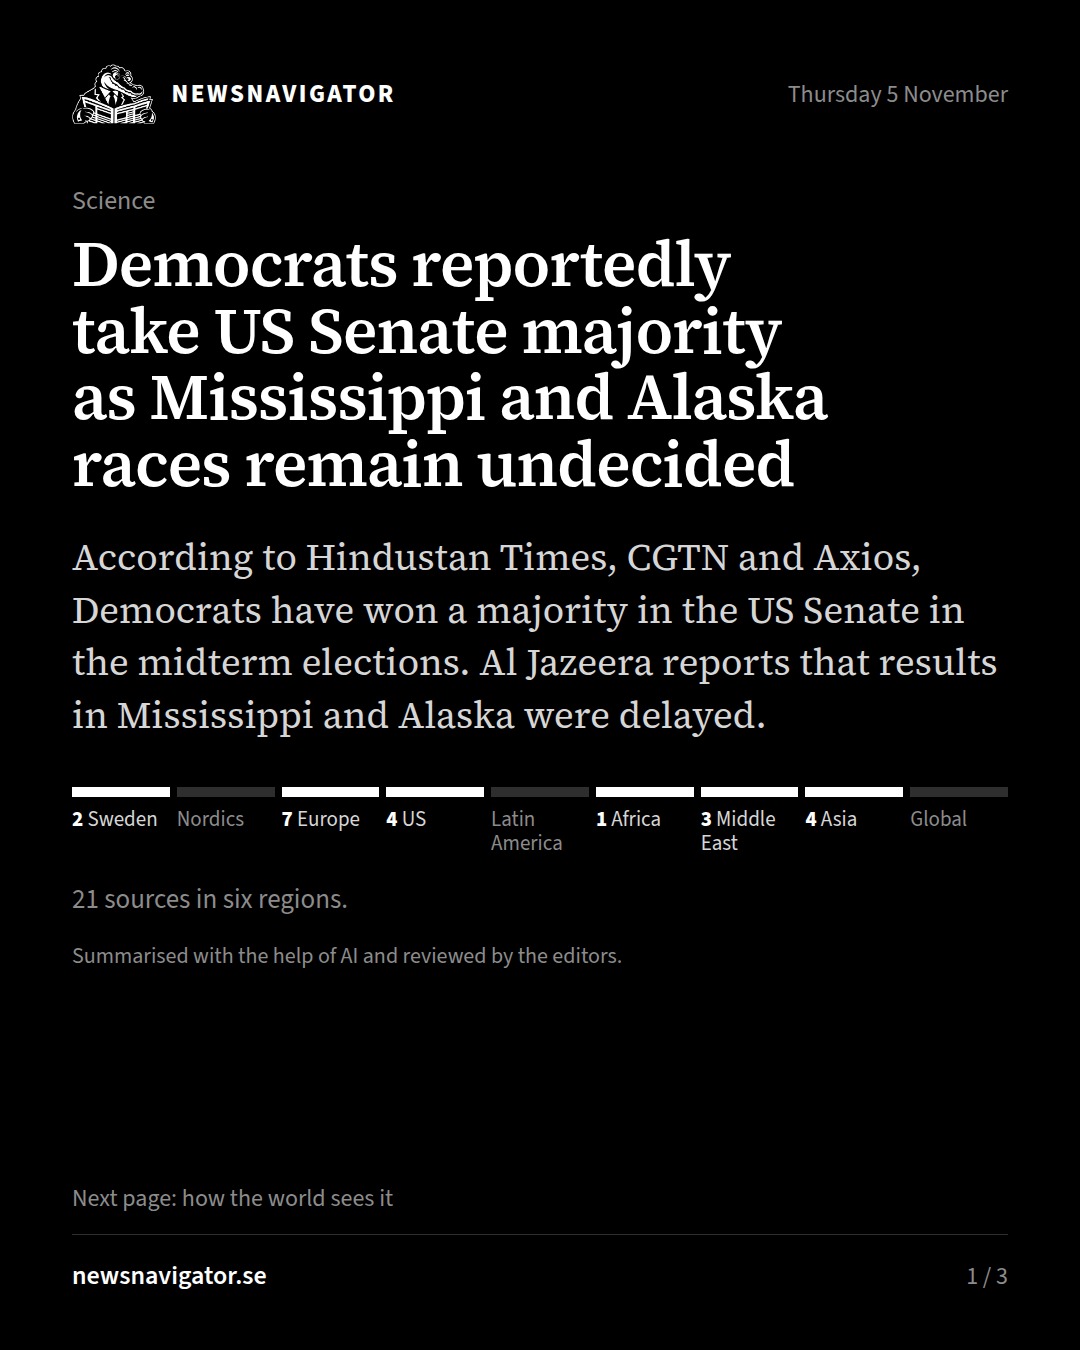 NEWSNAVIGATOR
Thursday 5 November
Science
Democrats reportedly
take US Senate majority
as Mississippi and Alaska
races remain undecided
According to Hindustan Times, CGTN and Axios,
Democrats have won a majority in the US Senate in
the midterm elections. Al Jazeera reports that results
in Mississippi and Alaska were delayed.
2 Sweden
Nordics
7 Europe
4 US
Latin
America
1 Africa
3 Middle
East
4 Asia
Global
21 sources in six regions.
Summarised with the help of AI and reviewed by the editors.
Next page: how the world sees it
newsnavigator.se
1 / 3